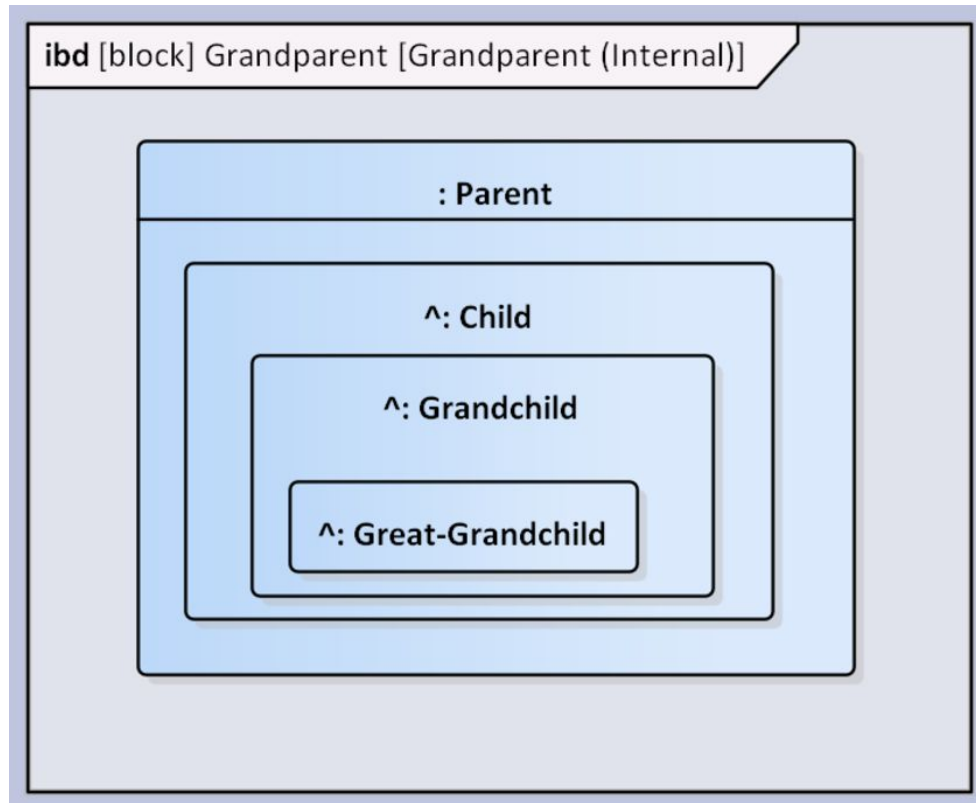 ibd [block] Grandparent [Grandparent (Internal)]
: Parent
^: Child
^: Grandchild
^: Great-Grandchild